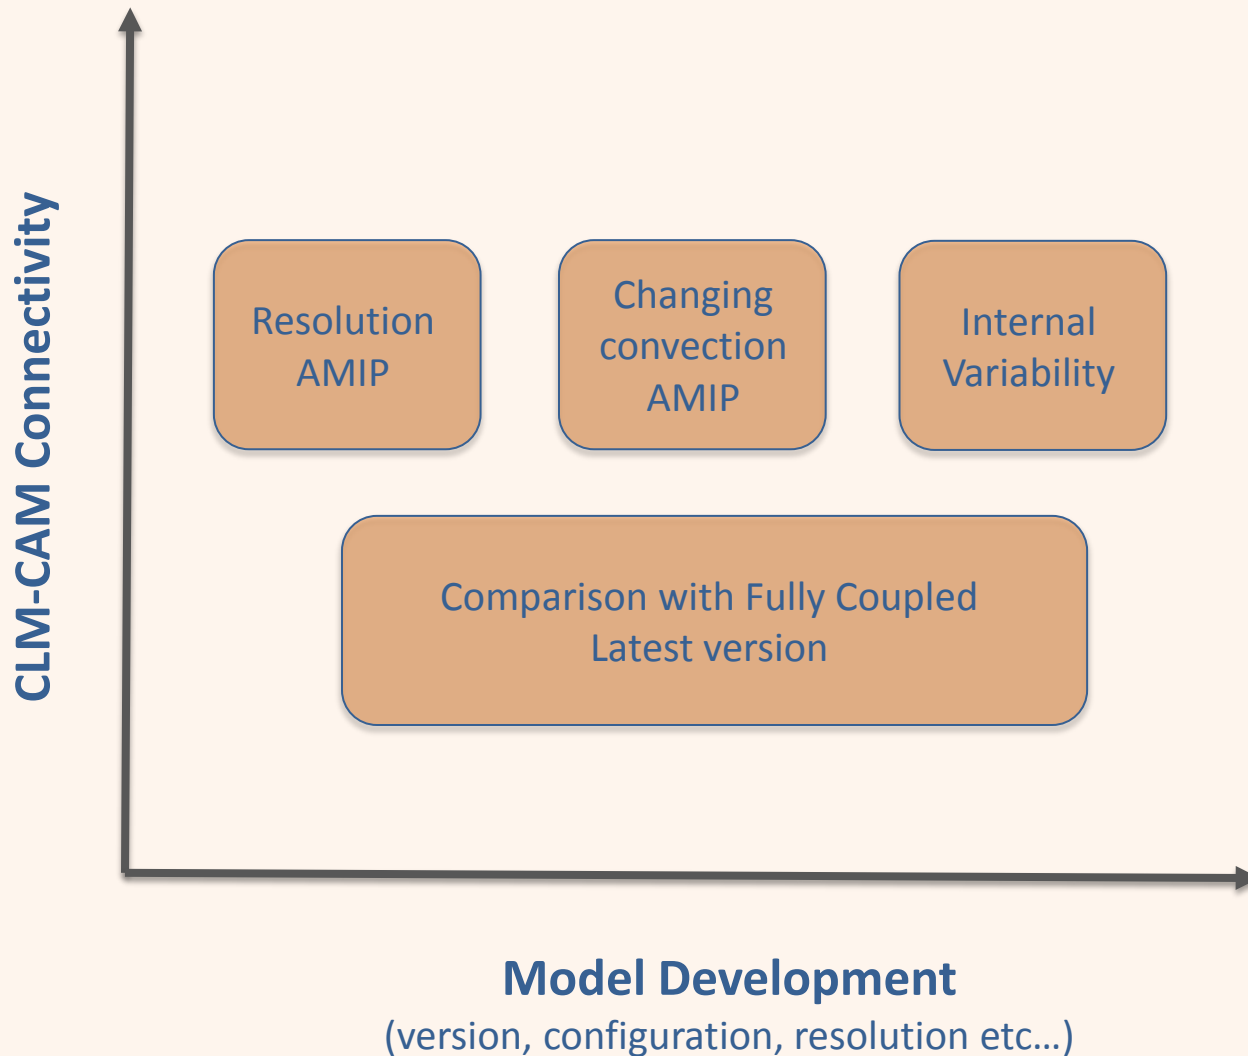 CLM-CAM Connectivity
Resolution
AMIP
Changing
convection
AMIP
Internal
Variability
Comparison with Fully Coupled
Latest version
Model Development
(version, configuration, resolution etc...)